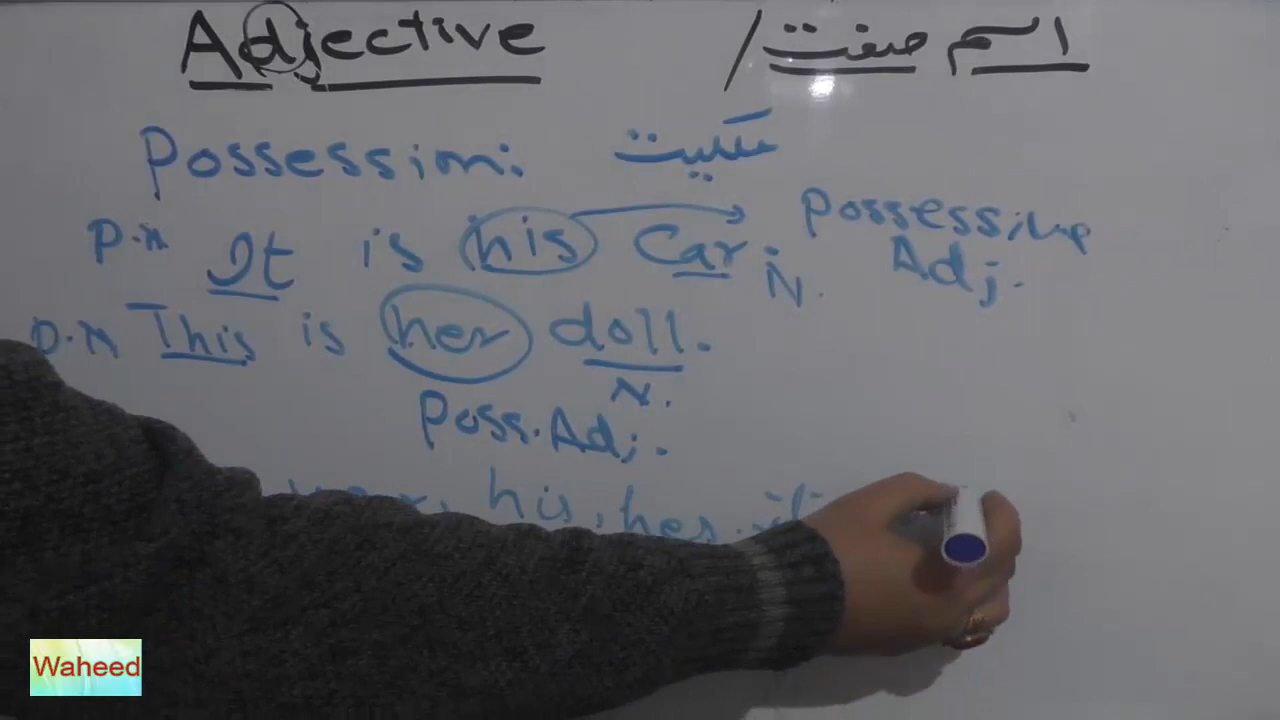 Adjective / اسم صفت
Possession: ملکیت
p.n It is his Car. N. Possessive Adj.
p.n This is her doll.
N.
Poss. Adj.
his, her,
Waheed